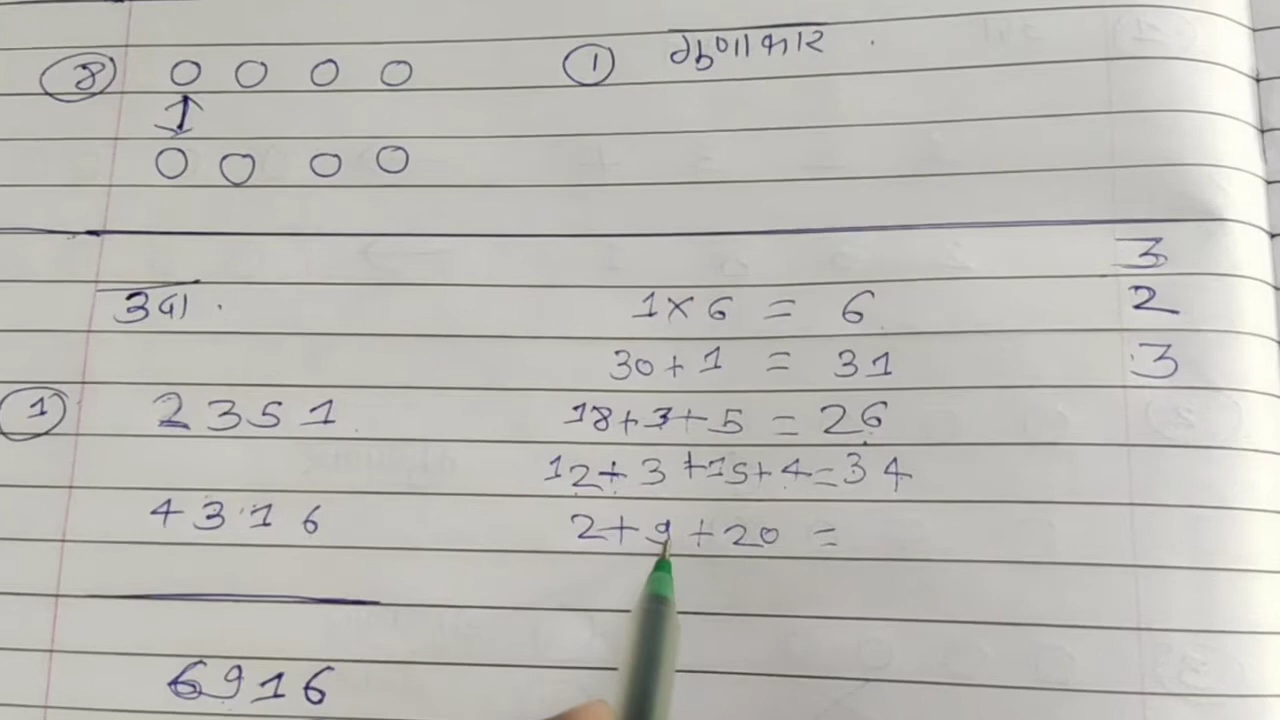 8 O O O O 1
O O O O
3
1 × 6 = 6 2
30 + 1 = 31 3
1 2351 18+3+5 = 26
12+3+15+4=34
4316 2+9+20 =
6916